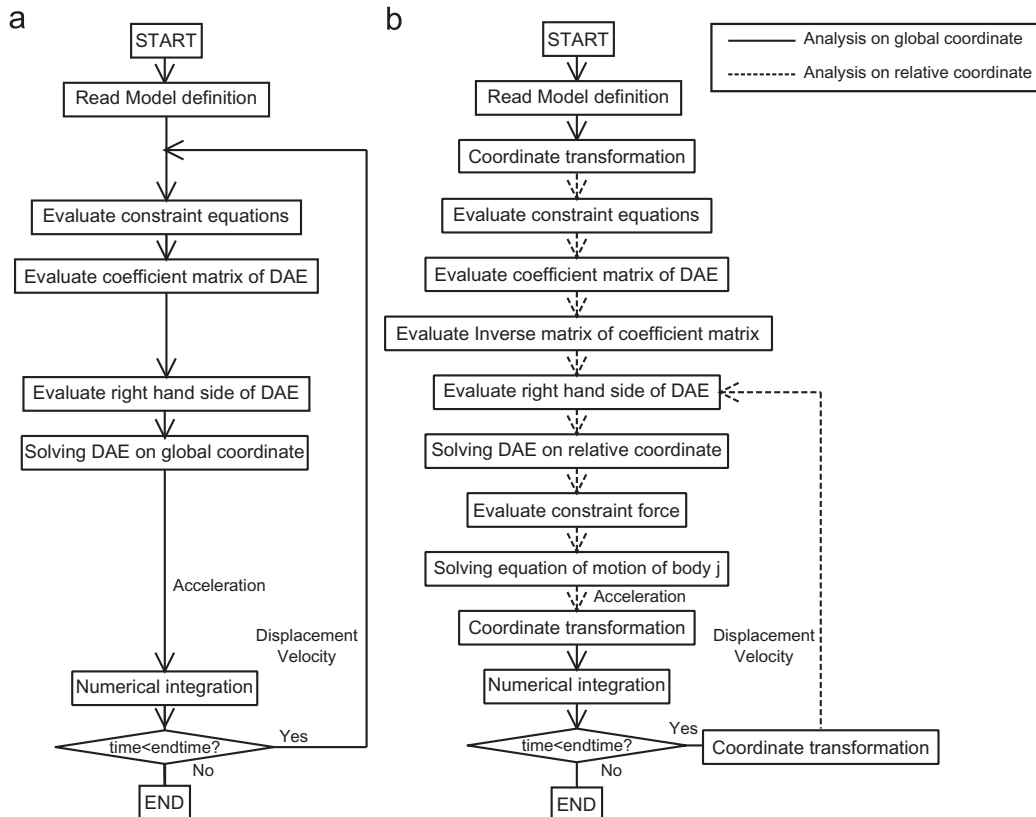 a
START
Read Model definition
Evaluate constraint equations
Evaluate coefficient matrix of DAE
Evaluate right hand side of DAE
Solving DAE on global coordinate
Acceleration
Displacement
Velocity
Numerical integration
time<endtime?
Yes
No
END
b
START
Read Model definition
Coordinate transformation
Evaluate constraint equations
Evaluate coefficient matrix of DAE
Evaluate Inverse matrix of coefficient matrix
Evaluate right hand side of DAE
Solving DAE on relative coordinate
Evaluate constraint force
Solving equation of motion of body j
Acceleration
Coordinate transformation
Displacement
Velocity
Numerical integration
time<endtime?
Yes
Coordinate transformation
No
END
Analysis on global coordinate
Analysis on relative coordinate